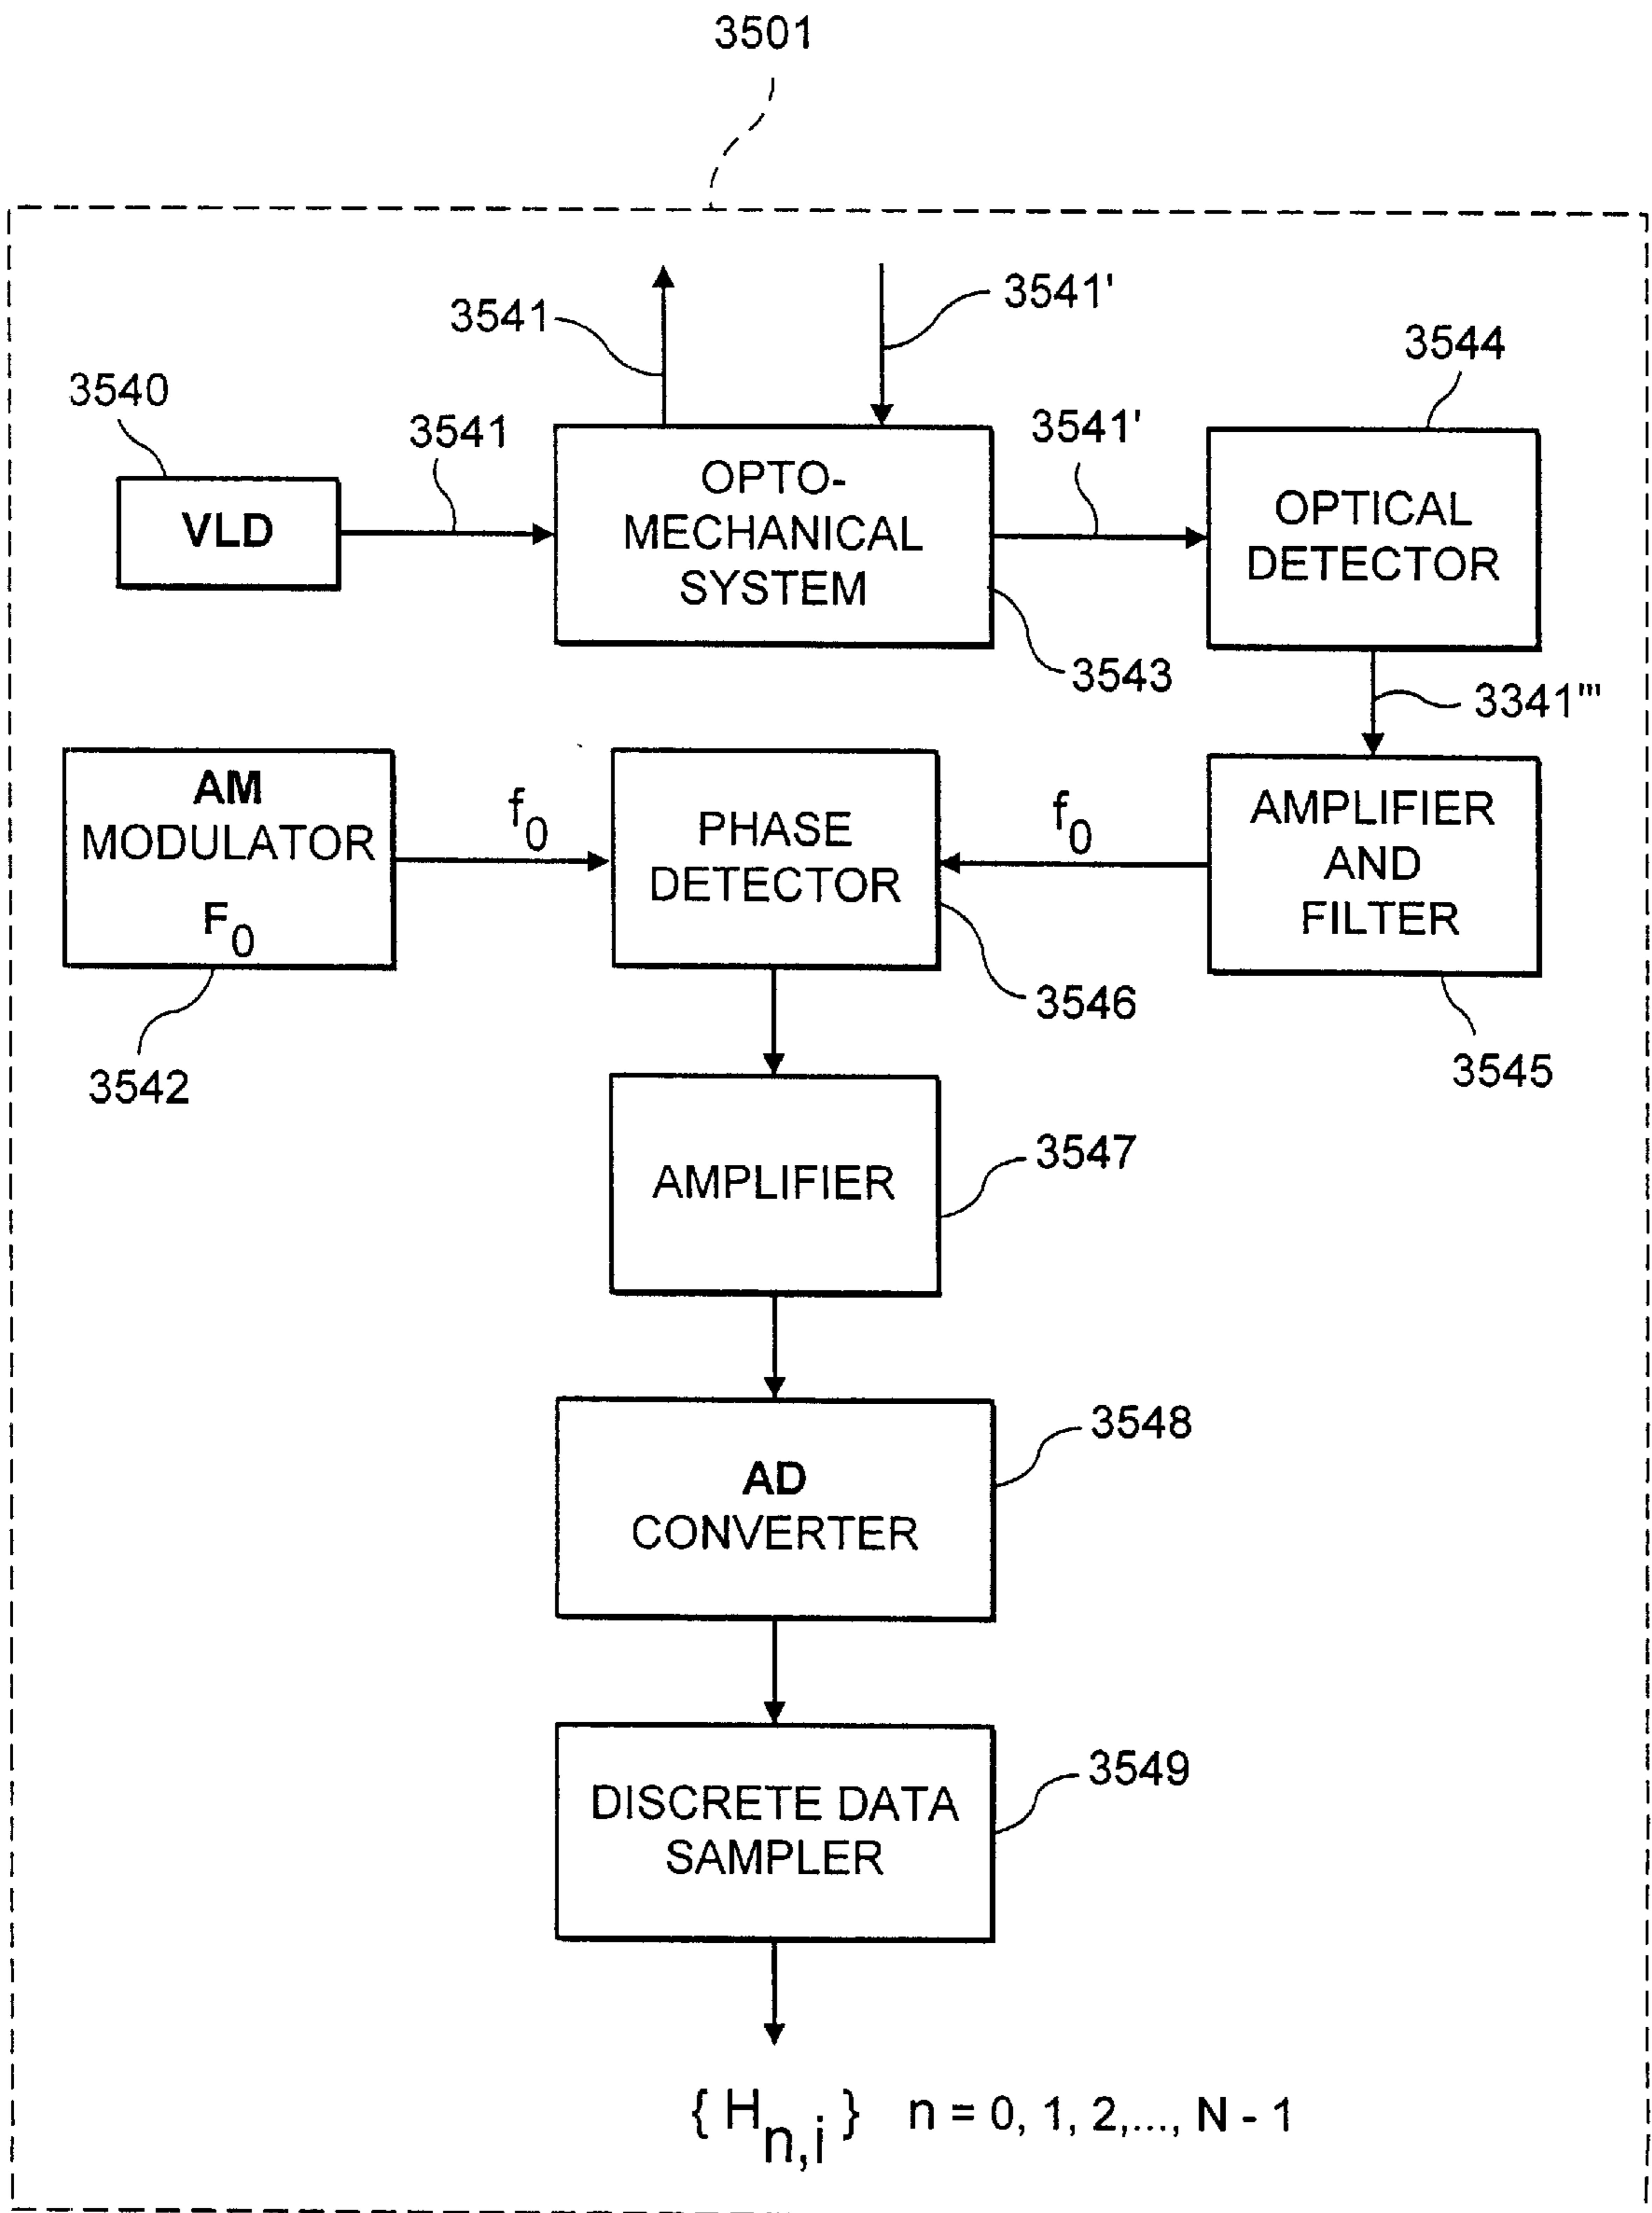 3501
3541
3541'
3540
3541
3541'
3544
VLD
OPTO-
MECHANICAL
SYSTEM
OPTICAL
DETECTOR
3543
3341'''
AM
MODULATOR
F0
f0
PHASE
DETECTOR
f0
AMPLIFIER
AND
FILTER
3542
3546
3545
AMPLIFIER
3547
AD
CONVERTER
3548
DISCRETE DATA
SAMPLER
3549
{ Hn,i } n = 0, 1, 2,..., N - 1